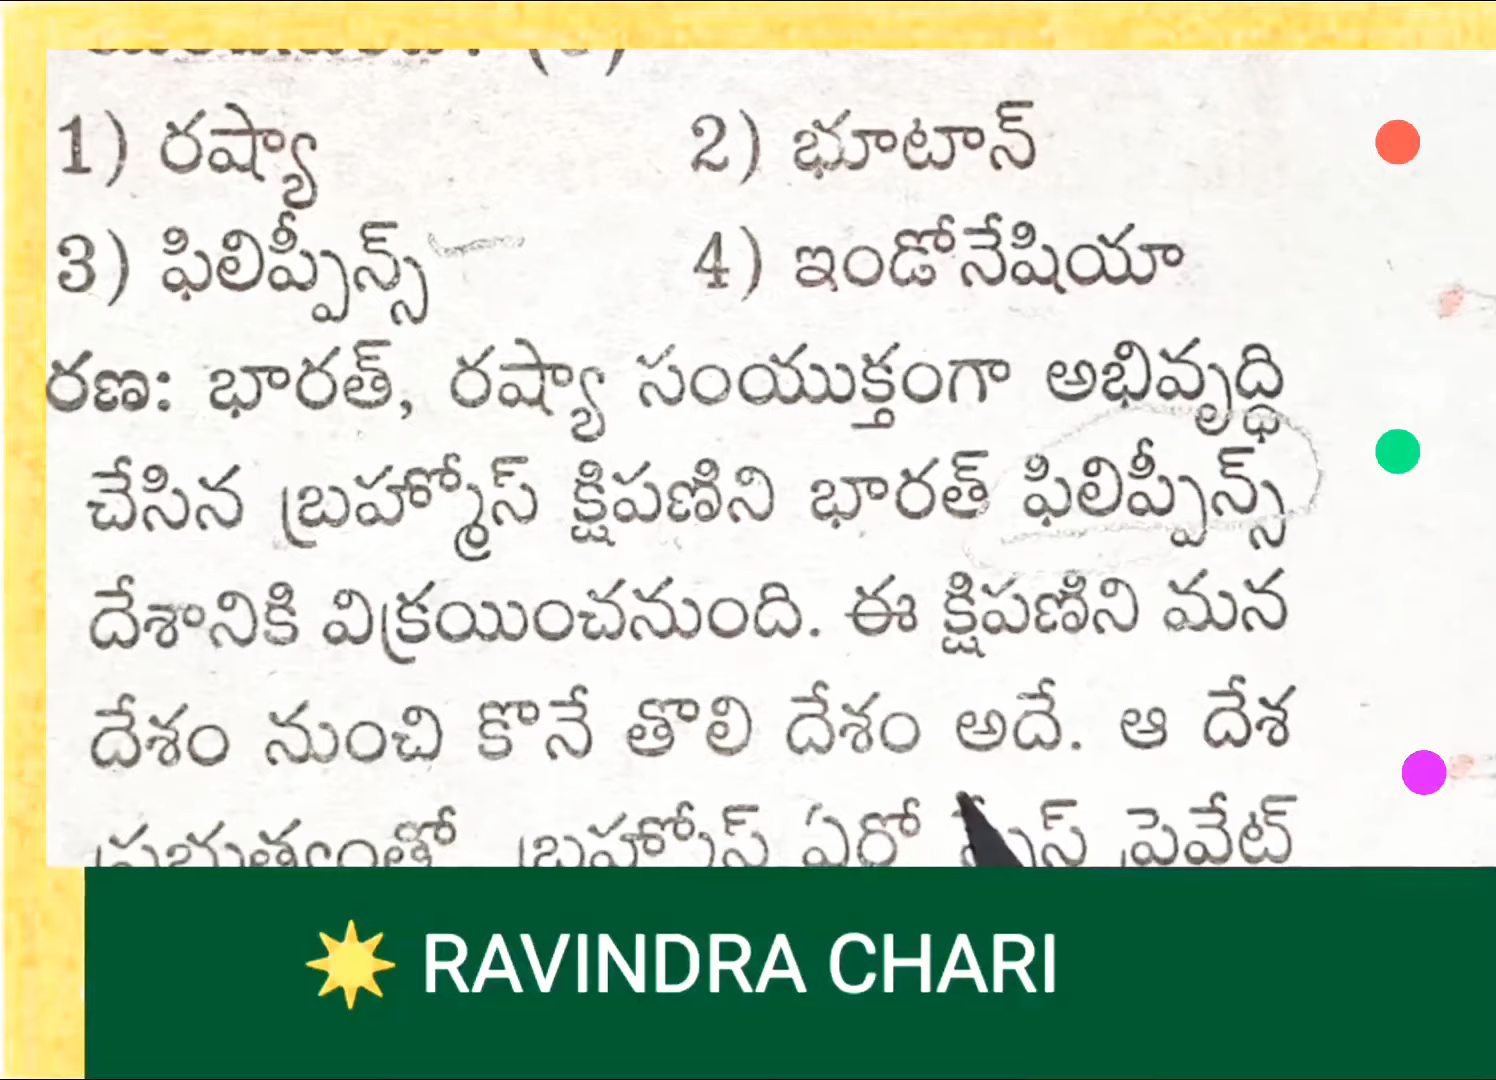 1) రష్యా 2) భూటాన్
3) ఫిలిప్పీన్స్ 4) ఇండోనేషియా
రణ: భారత్, రష్యా సంయుక్తంగా అభివృద్ధి
చేసిన బ్రహ్మోస్ క్షిపణిని భారత్ ఫిలిప్పీన్స్
దేశానికి విక్రయించనుంది. ఈ క్షిపణిని మన
దేశం నుంచి కొనే తొలి దేశం అదే. ఆ దేశ
ప్రభుత్వంతో బ్రహ్మోస్ ఏరో ప్రైవేట్
RAVINDRA CHARI